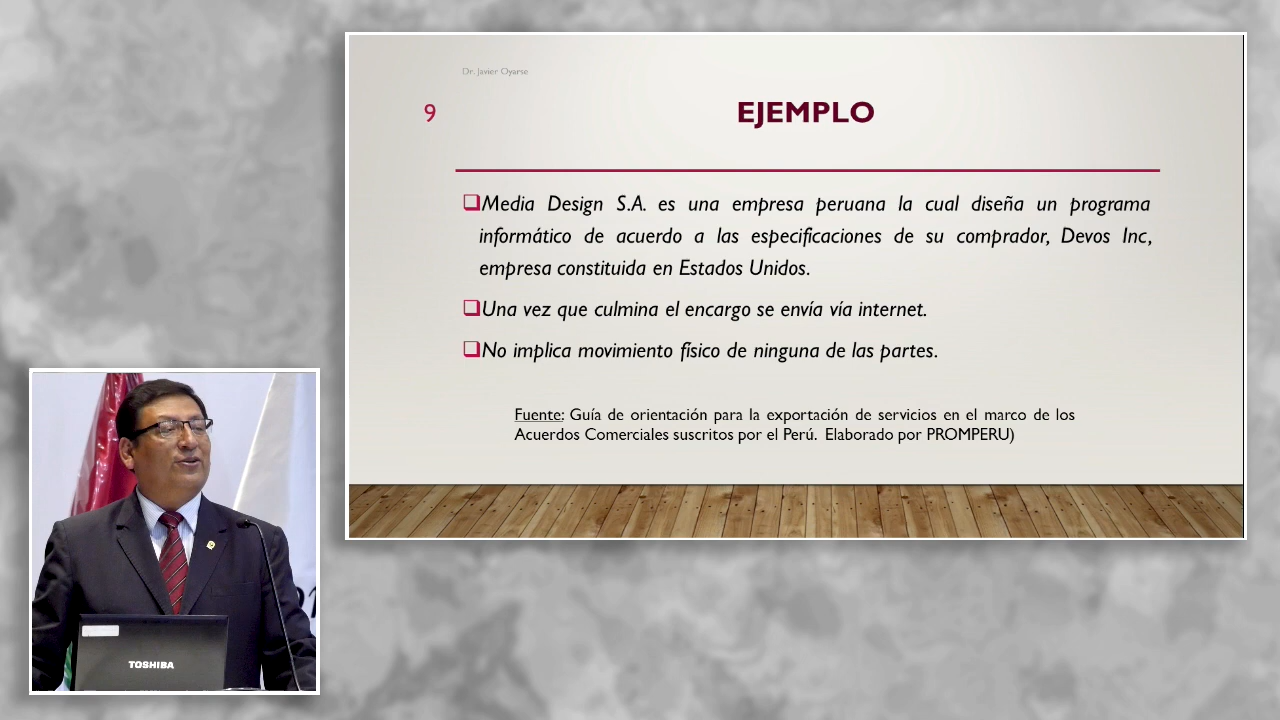 Dr. Javier Oyarse
9
EJEMPLO
❑Media Design S.A. es una empresa peruana la cual diseña un programa
informático de acuerdo a las especificaciones de su comprador, Devos Inc,
empresa constituida en Estados Unidos.
❑Una vez que culmina el encargo se envía vía internet.
❑No implica movimiento físico de ninguna de las partes.
Fuente: Guía de orientación para la exportación de servicios en el marco de los
Acuerdos Comerciales suscritos por el Perú. Elaborado por PROMPERU)
TOSHIBA